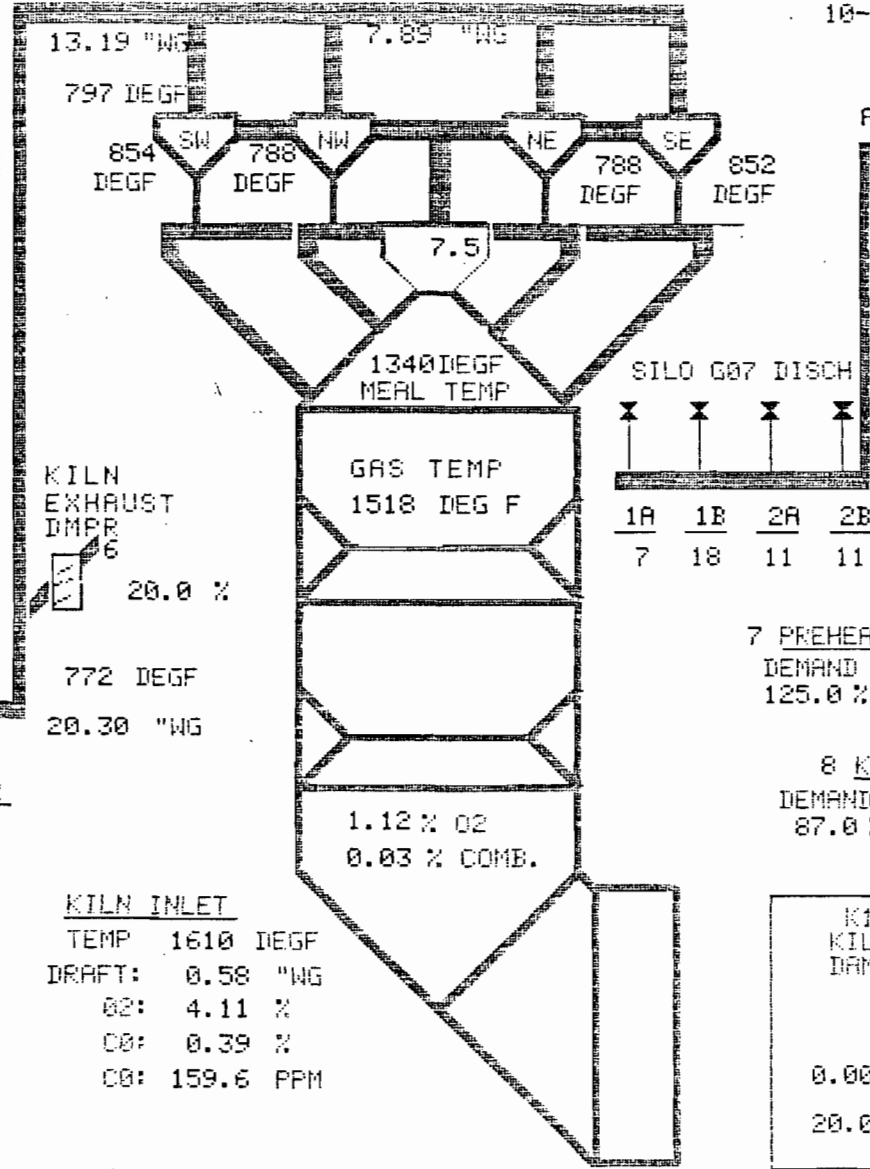 10-
13.19 "WG 7.89 "WG
797 DEGF
SW NW NE SE
854 DEGF 788 DEGF 788 DEGF 852 DEGF
7.5
1340DEGF
MEAL TEMP
SILO G07 DISCH
GAS TEMP
1518 DEG F
1A 1B 2A 2B
7 18 11 11
KILN
EXHAUST
DMPR
6
20.0 %
772 DEGF
20.30 "WG
7 PREHEA
DEMAND
125.0 %
8 K
DEMAND
87.0
1.12 % O2
0.03 % COMB.
KILN INLET
TEMP 1610 DEGF
DRAFT: 0.58 "WG
02: 4.11 %
C0: 0.39 %
C0: 159.6 PPM
K1
KIL
DAM
0.00
20.0